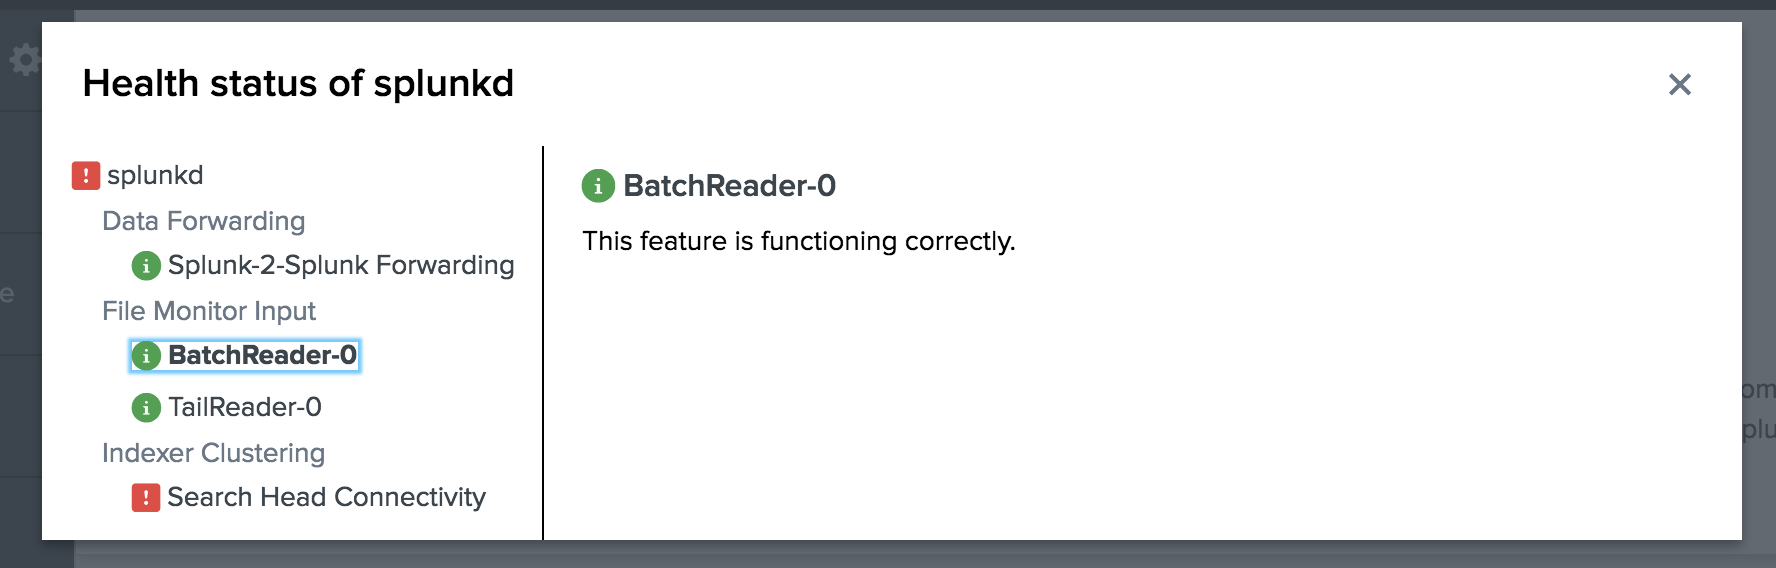 Health status of splunkd
splunkd
Data Forwarding
Splunk-2-Splunk Forwarding
File Monitor Input
BatchReader-0
TailReader-0
Indexer Clustering
Search Head Connectivity
BatchReader-0
This feature is functioning correctly.